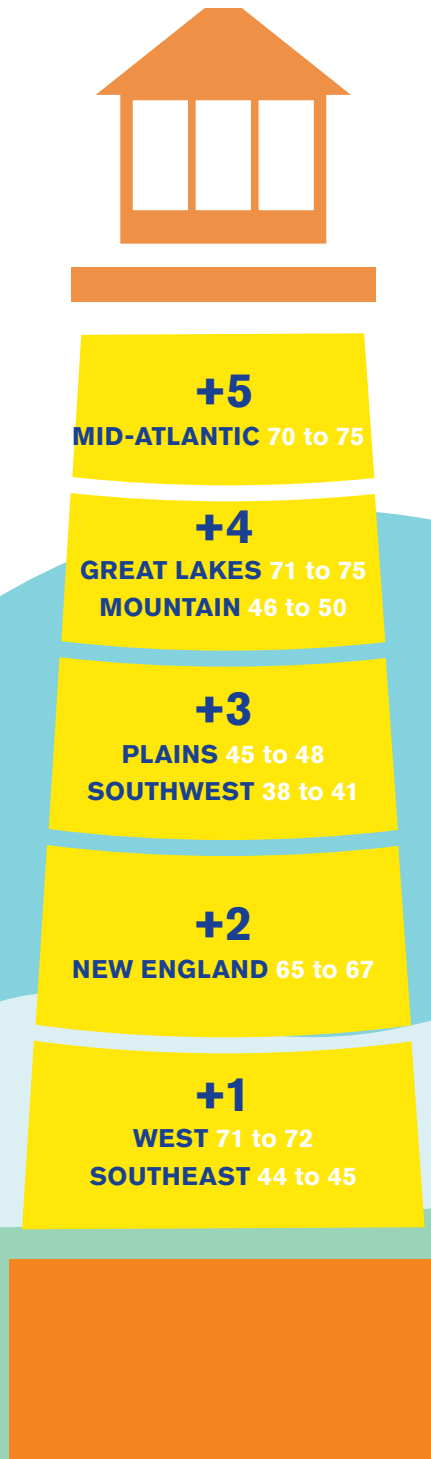 +5
MID-ATLANTIC 70 to 75
+4
GREAT LAKES 71 to 75
MOUNTAIN 46 to 50
+3
PLAINS 45 to 48
SOUTHWEST 38 to 41
+2
NEW ENGLAND 65 to 67
+1
WEST 71 to 72
SOUTHEAST 44 to 45